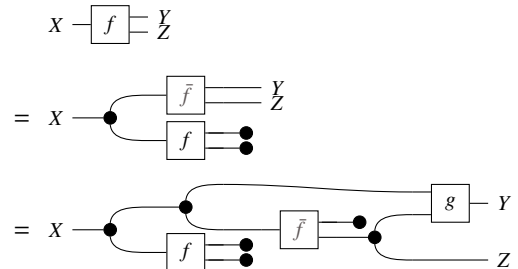 X f Y
Z
= X f̄ Y
Z
f
= X g Y
f̄
f Z